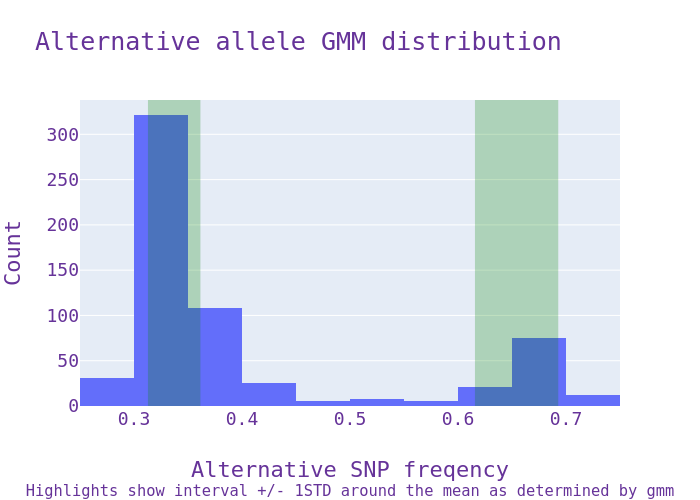 Alternative allele GMM distribution
Count
300
250
200
150
100
50
0
0.3 0.4 0.5 0.6 0.7
Alternative SNP freqency
Highlights show interval +/- 1STD around the mean as determined by gmm